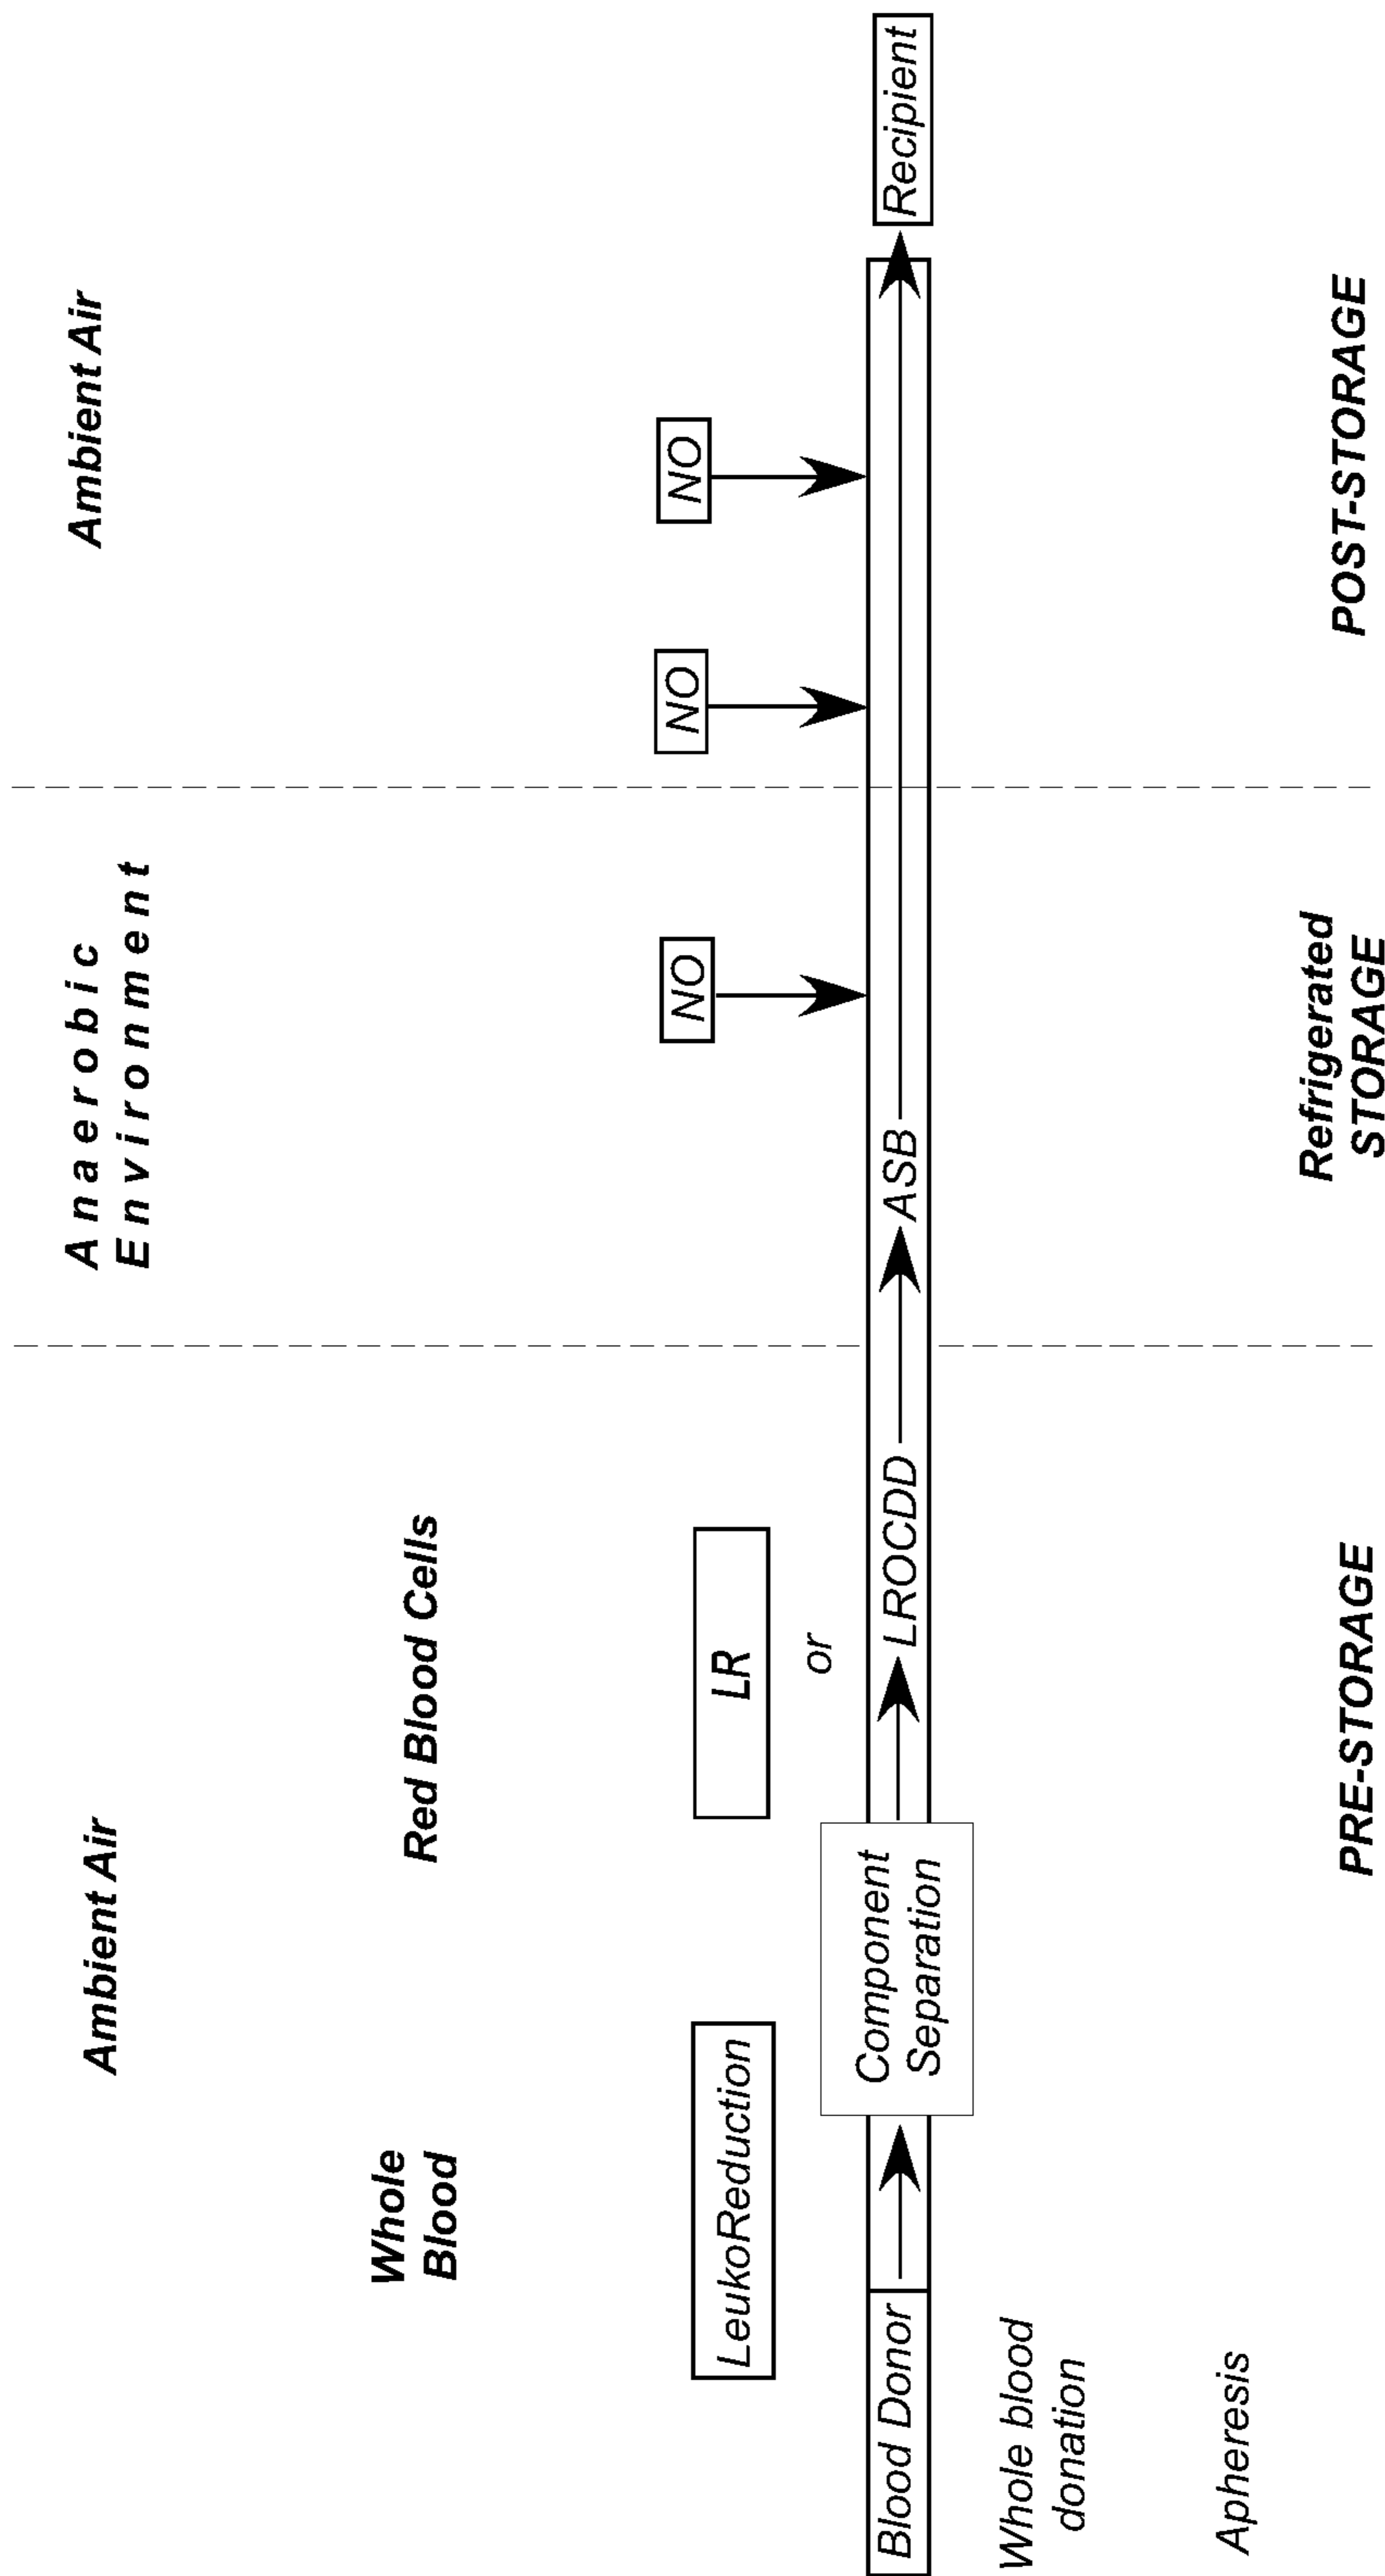 Ambient Air
Anaerobic
Environment
Ambient Air
Whole
Blood
Red Blood Cells
LeukoReduction
LR
or
NO
NO
NO
Blood Donor
Component
Separation
LROCDD
ASB
Recipient
Whole blood
donation
Apheresis
PRE-STORAGE
Refrigerated
STORAGE
POST-STORAGE